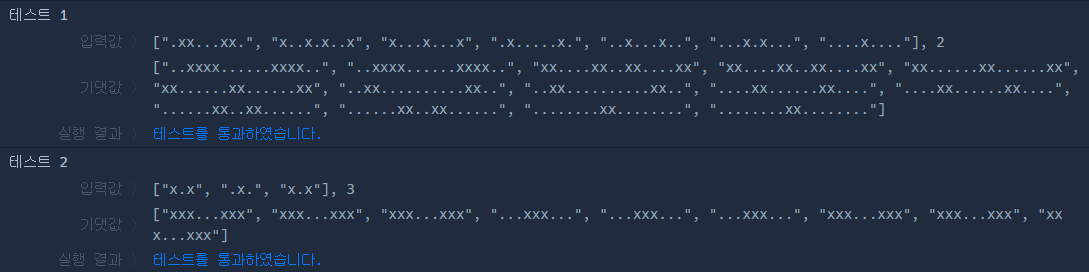 테스트 1
입력값 〉 [".xx...xx.", "x..x.x..x", "x...x...x", ".x.....x.", "..x...x..", "...x.x...", "....x...."], 2
["..xxxx......xxxx..", "..xxxx......xxxx..", "xx....xx..xx....xx", "xx....xx..xx....xx", "xx......xx......xx",
기댓값 〉 "xx......xx......xx", "..xx..........xx..", "..xx..........xx..", "....xx......xx....", "....xx......xx....",
"......xx..xx......", "......xx..xx......", "........xx........", "........xx........"]
실행 결과 〉 테스트를 통과하였습니다.
테스트 2
입력값 〉 ["x.x", ".x.", "x.x"], 3
기댓값 〉 ["xxx...xxx", "xxx...xxx", "xxx...xxx", "...xxx...", "...xxx...", "...xxx...", "xxx...xxx", "xxx...xxx", "xx
x...xxx"]
실행 결과 〉 테스트를 통과하였습니다.